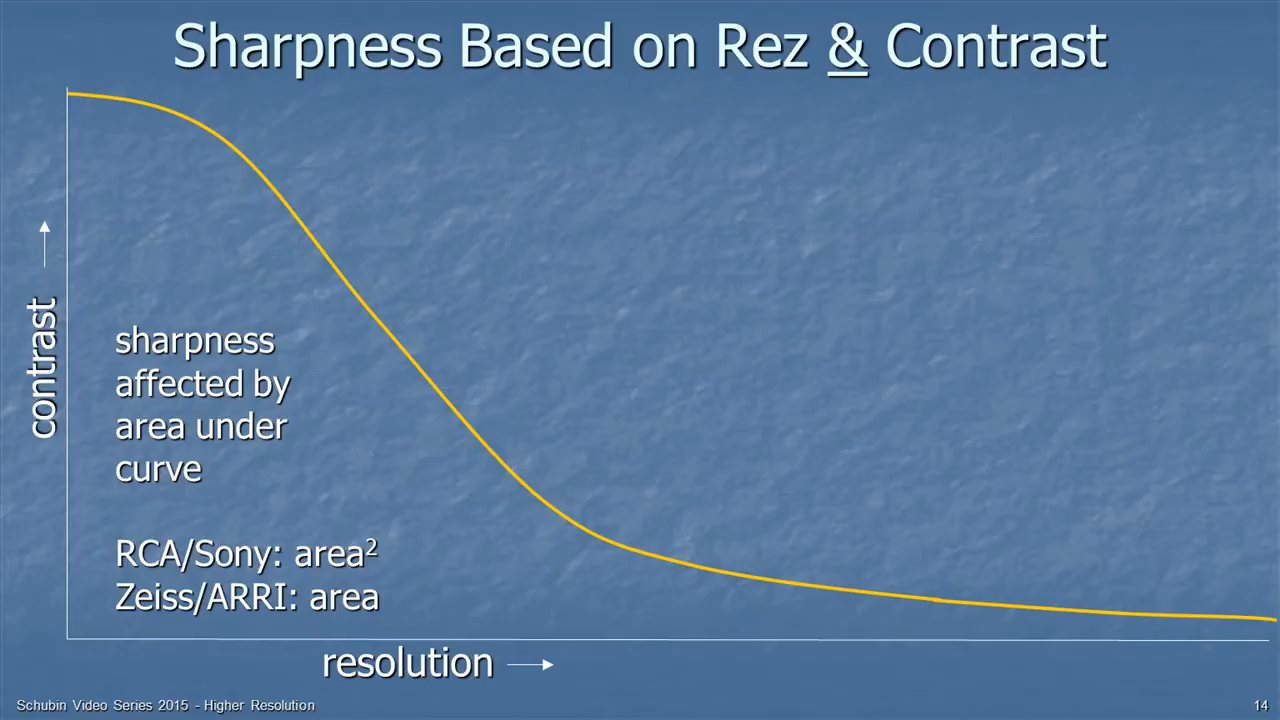 Sharpness Based on Rez & Contrast
contrast
sharpness
affected by
area under
curve
RCA/Sony: area²
Zeiss/ARRI: area
resolution
Schubin Video Series 2015 - Higher Resolution
14